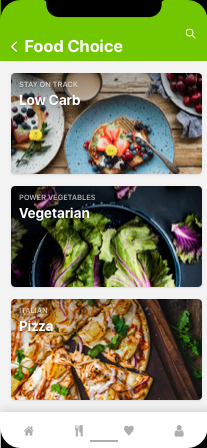 Food Choice
STAY ON TRACK
Low Carb
POWER VEGETABLES
Vegetarian
ITALIAN
Pizza